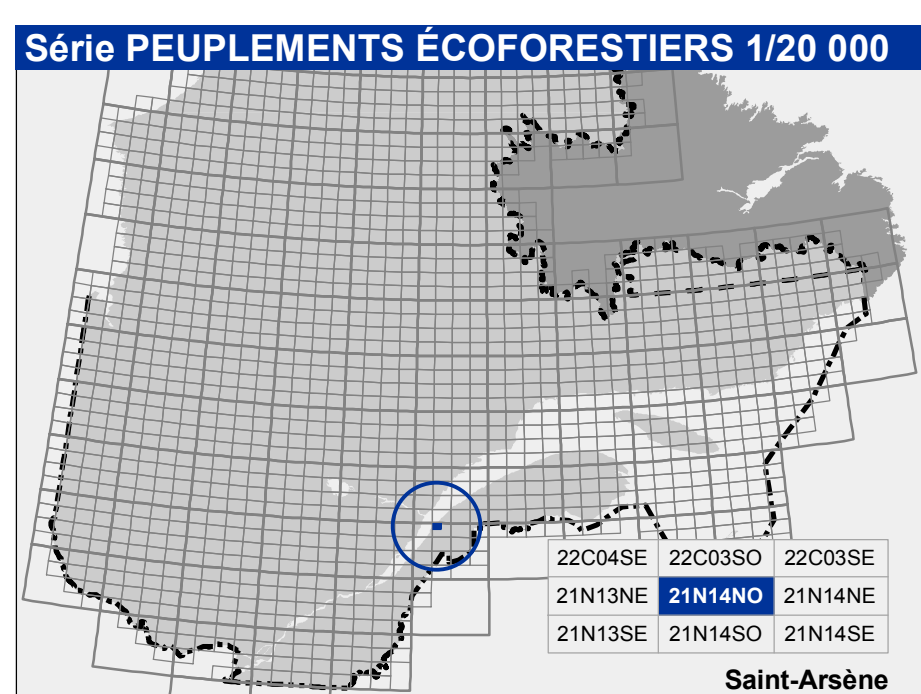 Série PEUPLEMENTS ÉCOFORESTIERS 1/20 000
22C04SE 22C03SO 22C03SE
21N13NE 21N14NO 21N14NE
21N13SE 21N14SO 21N14SE
Saint-Arsène